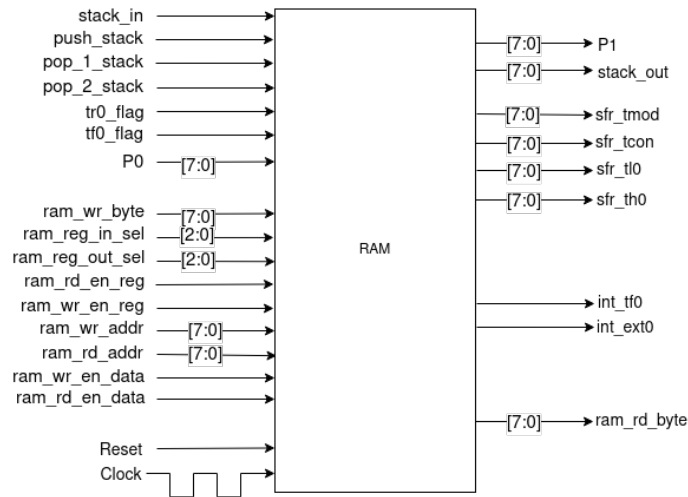 stack_in
push_stack
pop_1_stack
pop_2_stack
tr0_flag
tf0_flag
P0 [7:0]
ram_wr_byte [7:0]
ram_reg_in_sel [2:0]
ram_reg_out_sel [2:0]
ram_rd_en_reg
ram_wr_en_reg
ram_wr_addr [7:0]
ram_rd_addr [7:0]
ram_wr_en_data
ram_rd_en_data
Reset
Clock
RAM
[7:0] P1
[7:0] stack_out
[7:0] sfr_tmod
[7:0] sfr_tcon
[7:0] sfr_tl0
[7:0] sfr_th0
int_tf0
int_ext0
[7:0] ram_rd_byte